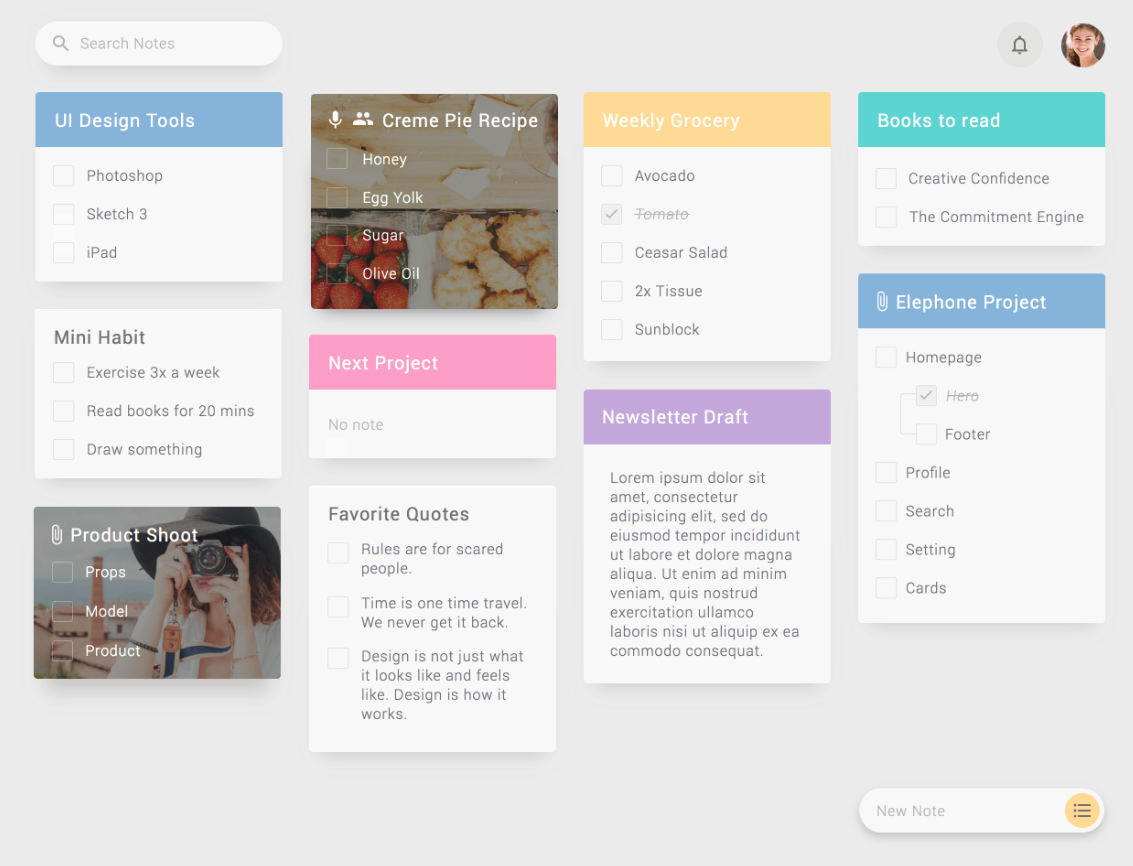 Search Notes
UI Design Tools
Photoshop
Sketch 3
iPad
Mini Habit
Exercise 3x a week
Read books for 20 mins
Draw something
Product Shoot
Props
Model
Product
Creme Pie Recipe
Honey
Egg Yolk
Sugar
Olive Oil
Next Project
No note
Favorite Quotes
Rules are for scared
people.
Time is one time travel.
We never get it back.
Design is not just what
it looks like and feels
like. Design is how it
works.
Weekly Grocery
Avocado
Tomato
Ceasar Salad
2x Tissue
Sunblock
Newsletter Draft
Lorem ipsum dolor sit
amet, consectetur
adipisicing elit, sed do
eiusmod tempor incididunt
ut labore et dolore magna
aliqua. Ut enim ad minim
veniam, quis nostrud
exercitation ullamco
laboris nisi ut aliquip ex ea
commodo consequat.
Books to read
Creative Confidence
The Commitment Engine
Elephone Project
Homepage
Hero
Footer
Profile
Search
Setting
Cards
New Note